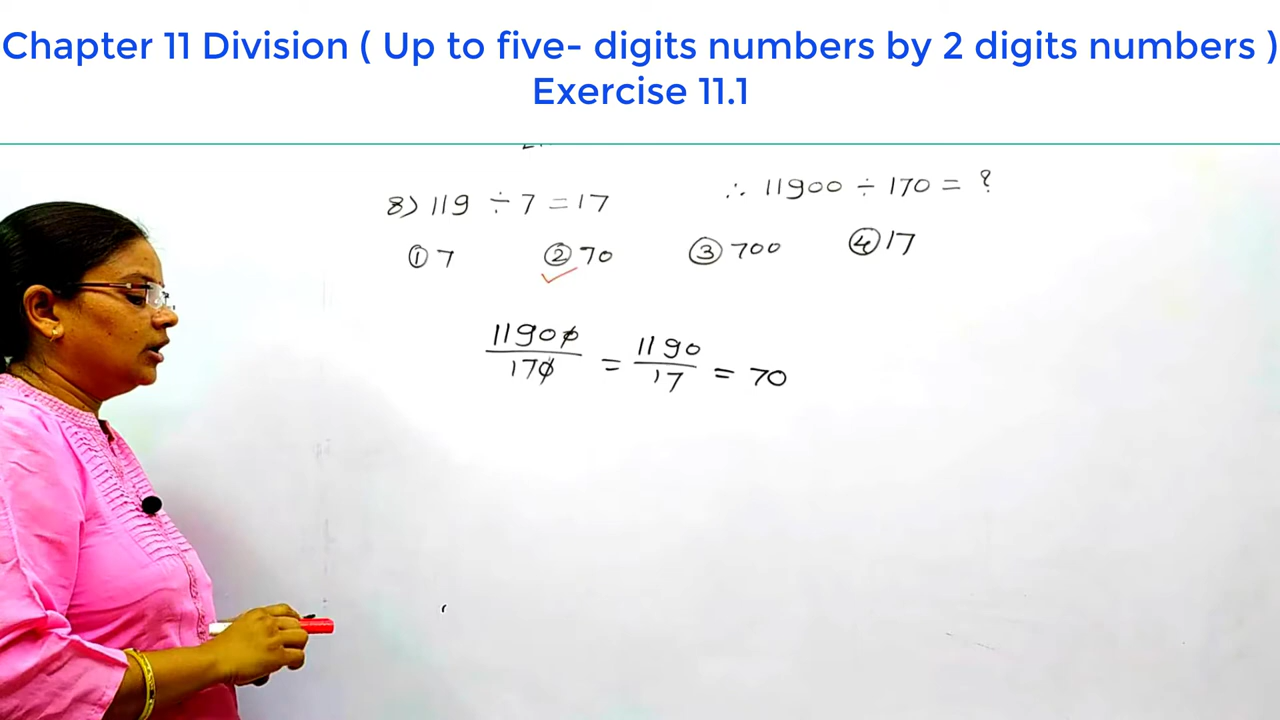 Chapter 11 Division ( Up to five- digits numbers by 2 digits numbers )
Exercise 11.1
8) 119 ÷ 7 = 17 ∴ 11900 ÷ 170 = ?
① 7 ② 70 ③ 700 ④ 17
11900/170 = 1190/17 = 70